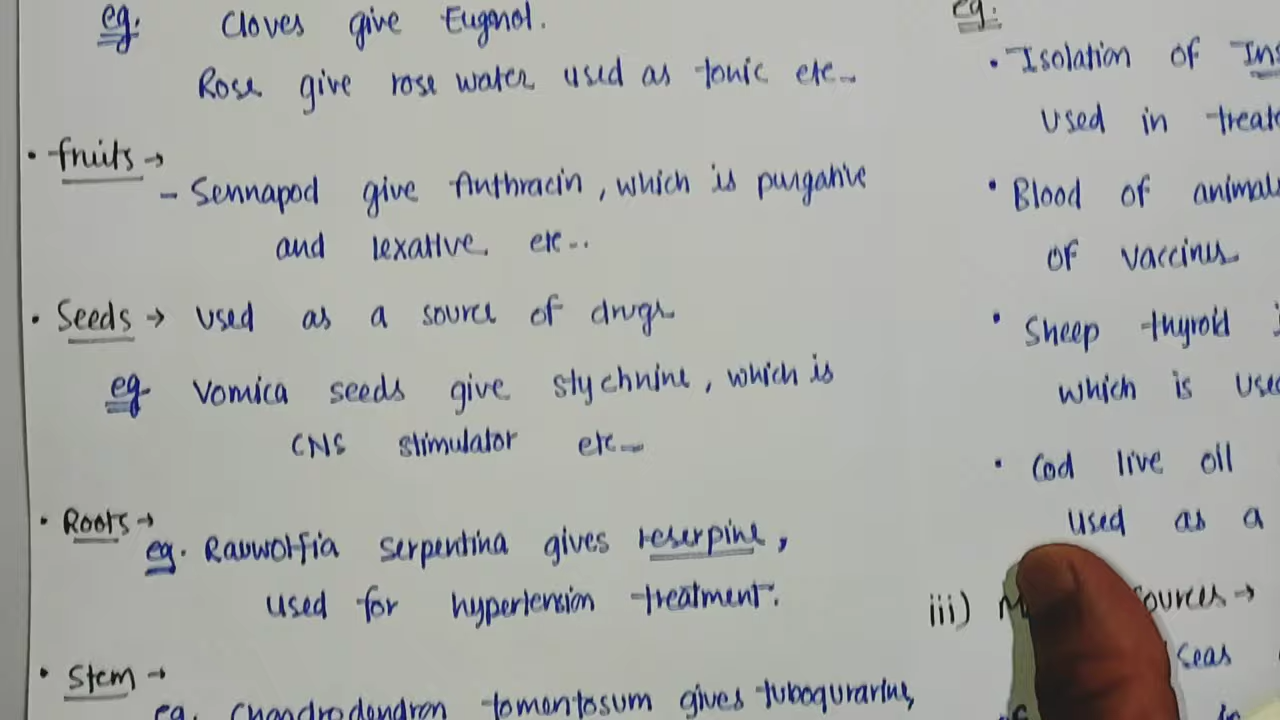 eg. Cloves give Eugnol.
Rose give rose water used as tonic etc..
• fruits →
- Sennapod give Anthracin, which is purgative
and lexative etc...
• Seeds → used as a source of drugs
eg. Vomica seeds give stychnine, which is
CNS stimulator etc..
• Roots →
eg. Rauwolfia serpentina gives reserpine,
used for hypertension treatment.
• Stem →
eg. Chondrodendron tomentosum gives
eg:
• Isolation of
used in
• Blood of
of vaccines
• Sheep thyroid
which is
• Cod live oil
used as a
iii)
seas
in